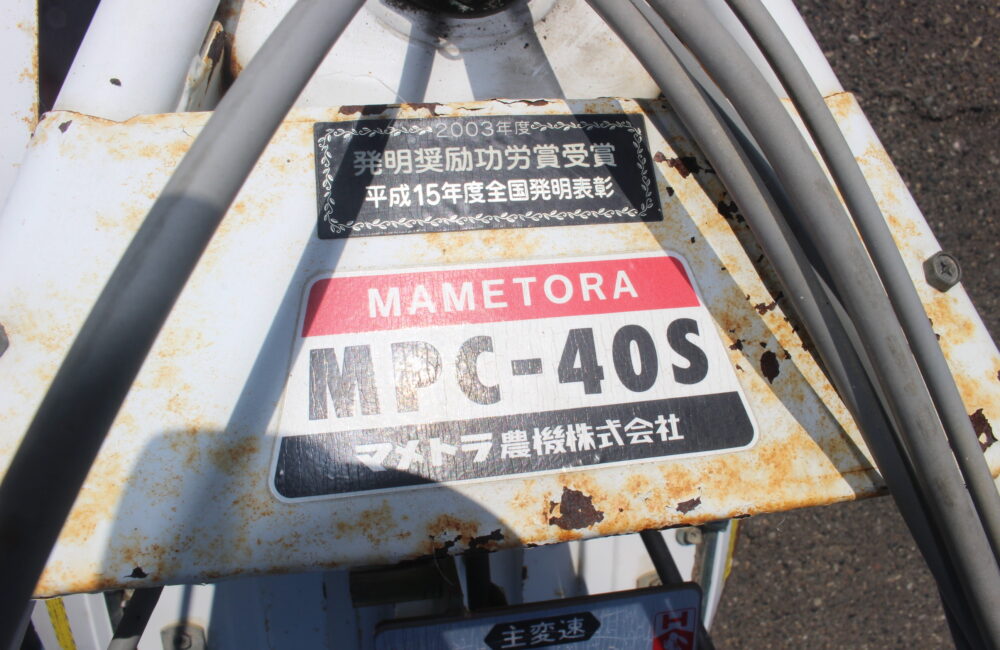 2003年度
発明奨励功労賞受賞
平成15年度全国発明表彰
MAMETORA
MPC-40S
マメトラ農機株式会社
主変速